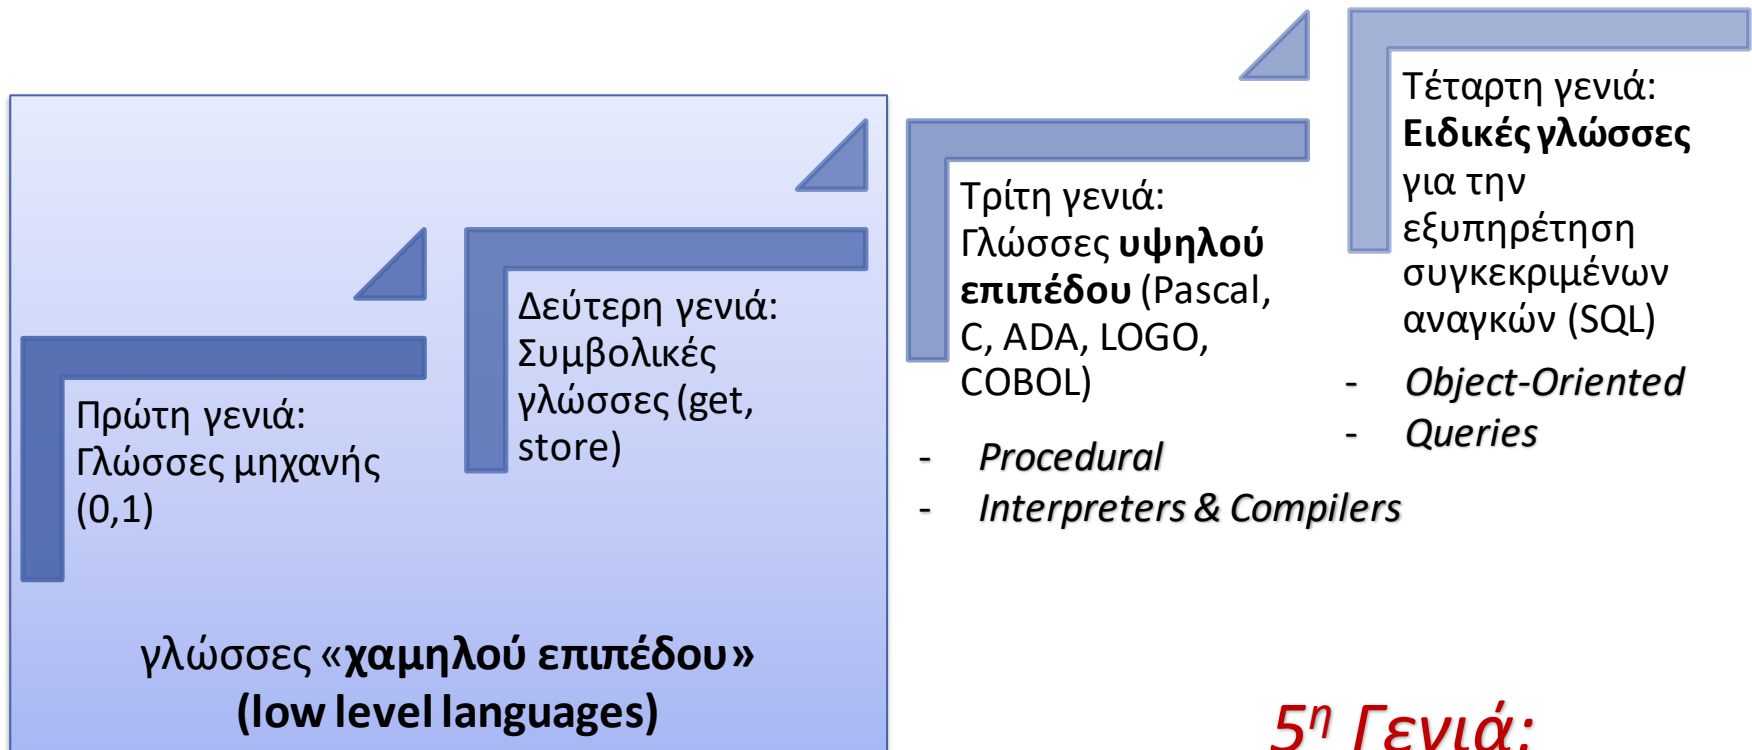 Πρώτη γενιά:
Γλώσσες μηχανής
(0,1)
Δεύτερη γενιά:
Συμβολικές
γλώσσες (get,
store)
γλώσσες «χαμηλού επιπέδου»
(low level languages)
Τρίτη γενιά:
Γλώσσες υψηλού
επιπέδου (Pascal,
C, ADA, LOGO,
COBOL)
- Procedural
- Interpreters & Compilers
Τέταρτη γενιά:
Ειδικές γλώσσες
για την
εξυπηρέτηση
συγκεκριμένων
αναγκών (SQL)
- Object-Oriented
- Queries
5η Γενιά: